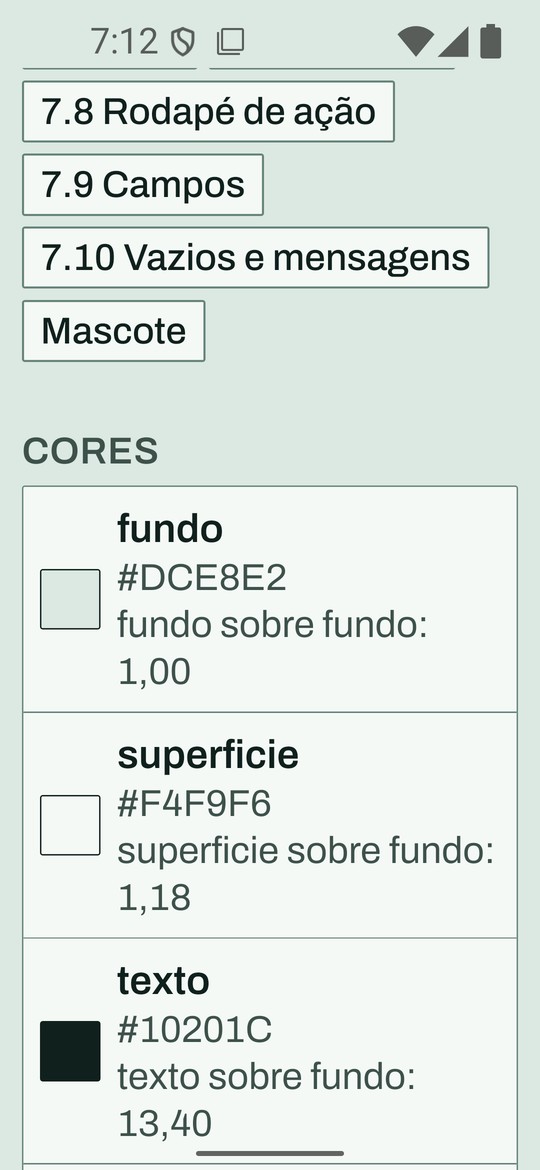 7:12
7.8 Rodapé de ação
7.9 Campos
7.10 Vazios e mensagens
Mascote
CORES
fundo
#DCE8E2
fundo sobre fundo:
1,00
superficie
#F4F9F6
superficie sobre fundo:
1,18
texto
#10201C
texto sobre fundo:
13,40